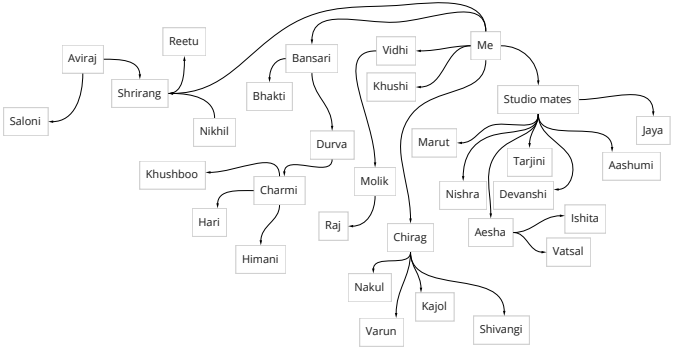 Reetu
Me
Vidhi
Aviraj
Bansari
Khushi
Shrirang
Bhakti
Studio mates
Saloni
Nikhil
Jaya
Marut
Durva
Tarjini
Aashumi
Khushboo
Charmi
Molik
Nishra
Devanshi
Hari
Raj
Chirag
Aesha
Ishita
Himani
Vatsal
Nakul
Kajol
Varun
Shivangi